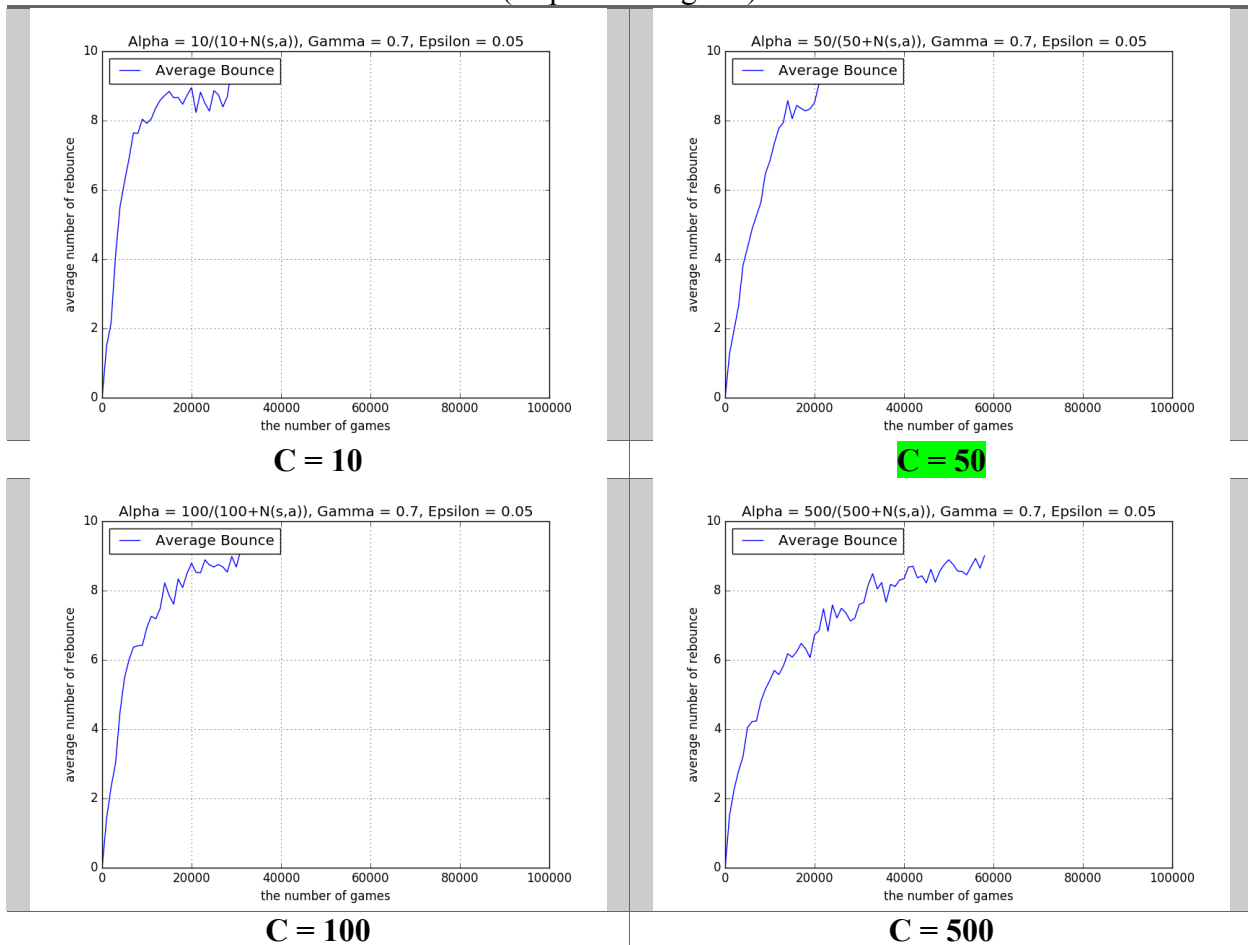 Alpha = 10/(10+N(s,a)), Gamma = 0.7, Epsilon = 0.05
Average Bounce
10
8
6
4
2
0
average number of rebounce
0 20000 40000 60000 80000 100000
the number of games
C = 10
Alpha = 50/(50+N(s,a)), Gamma = 0.7, Epsilon = 0.05
Average Bounce
10
8
6
4
2
0
average number of rebounce
0 20000 40000 60000 80000 100000
the number of games
C = 50
Alpha = 100/(100+N(s,a)), Gamma = 0.7, Epsilon = 0.05
Average Bounce
10
8
6
4
2
0
average number of rebounce
0 20000 40000 60000 80000 100000
the number of games
C = 100
Alpha = 500/(500+N(s,a)), Gamma = 0.7, Epsilon = 0.05
Average Bounce
10
8
6
4
2
0
average number of rebounce
0 20000 40000 60000 80000 100000
the number of games
C = 500